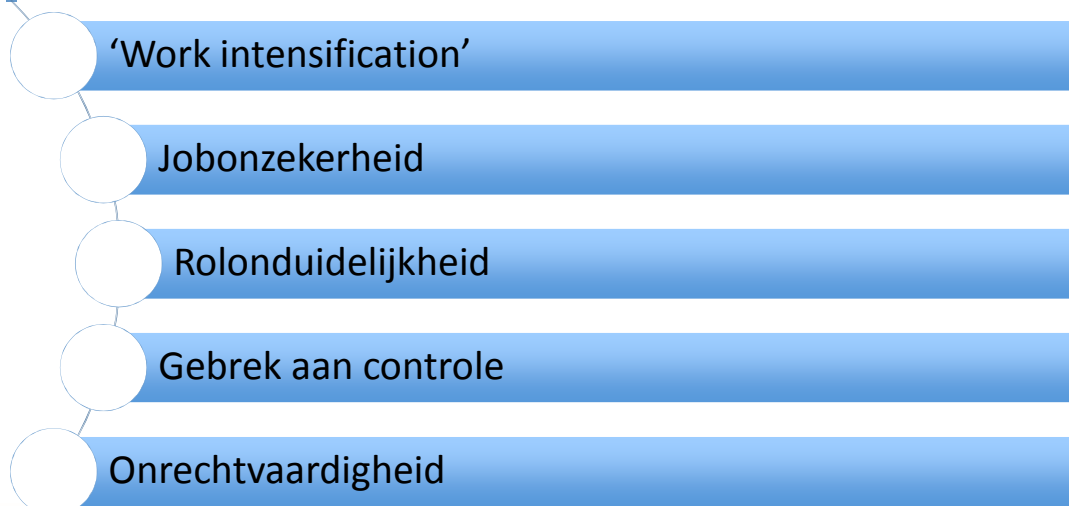 ‘Work intensification’
Jobonzekerheid
Rolonduidelijkheid
Gebrek aan controle
Onrechtvaardigheid